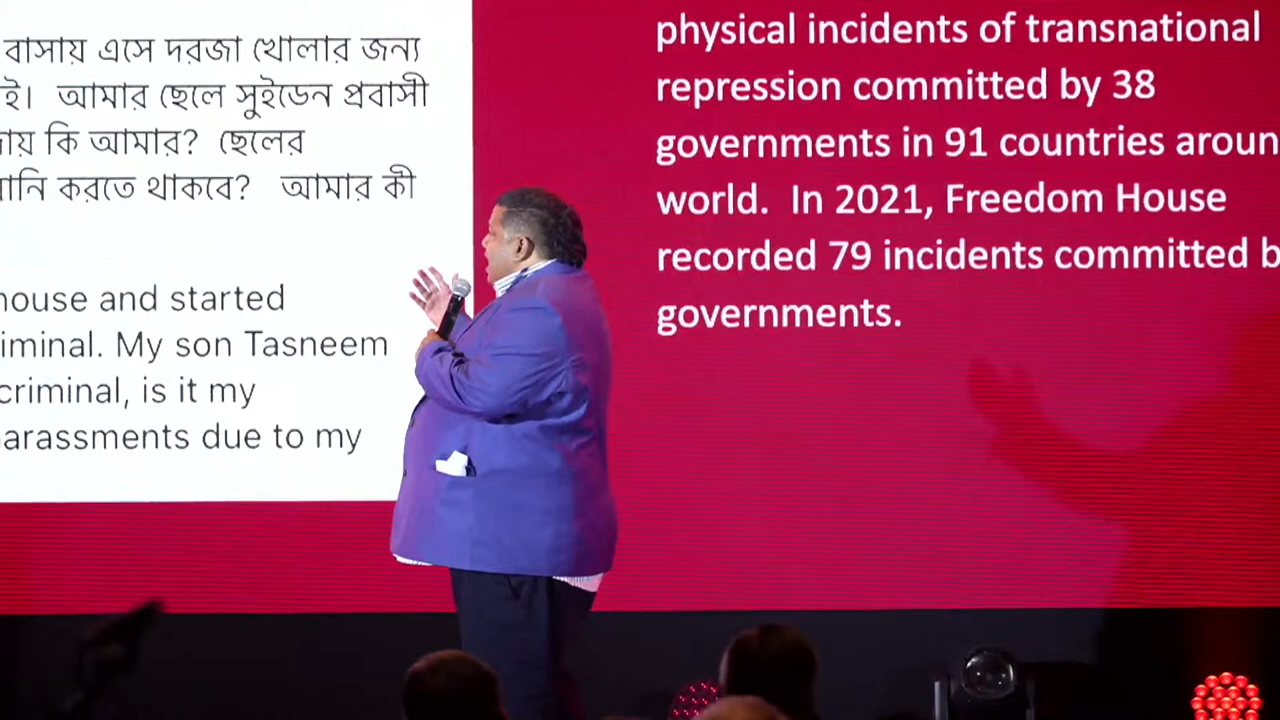 বাসায় এসে দরজা খোলার জন্য
ই। আমার ছেলে সুইডেন প্রবাসী
কি আমার? ছেলের
করতে থাকবে? আমার কী
house and started
My son Tasneem
criminal, is it my
due to my
physical incidents of transnational
repression committed by 38
governments in 91 countries aroun
world. In 2021, Freedom House
recorded 79 incidents committed b
governments.